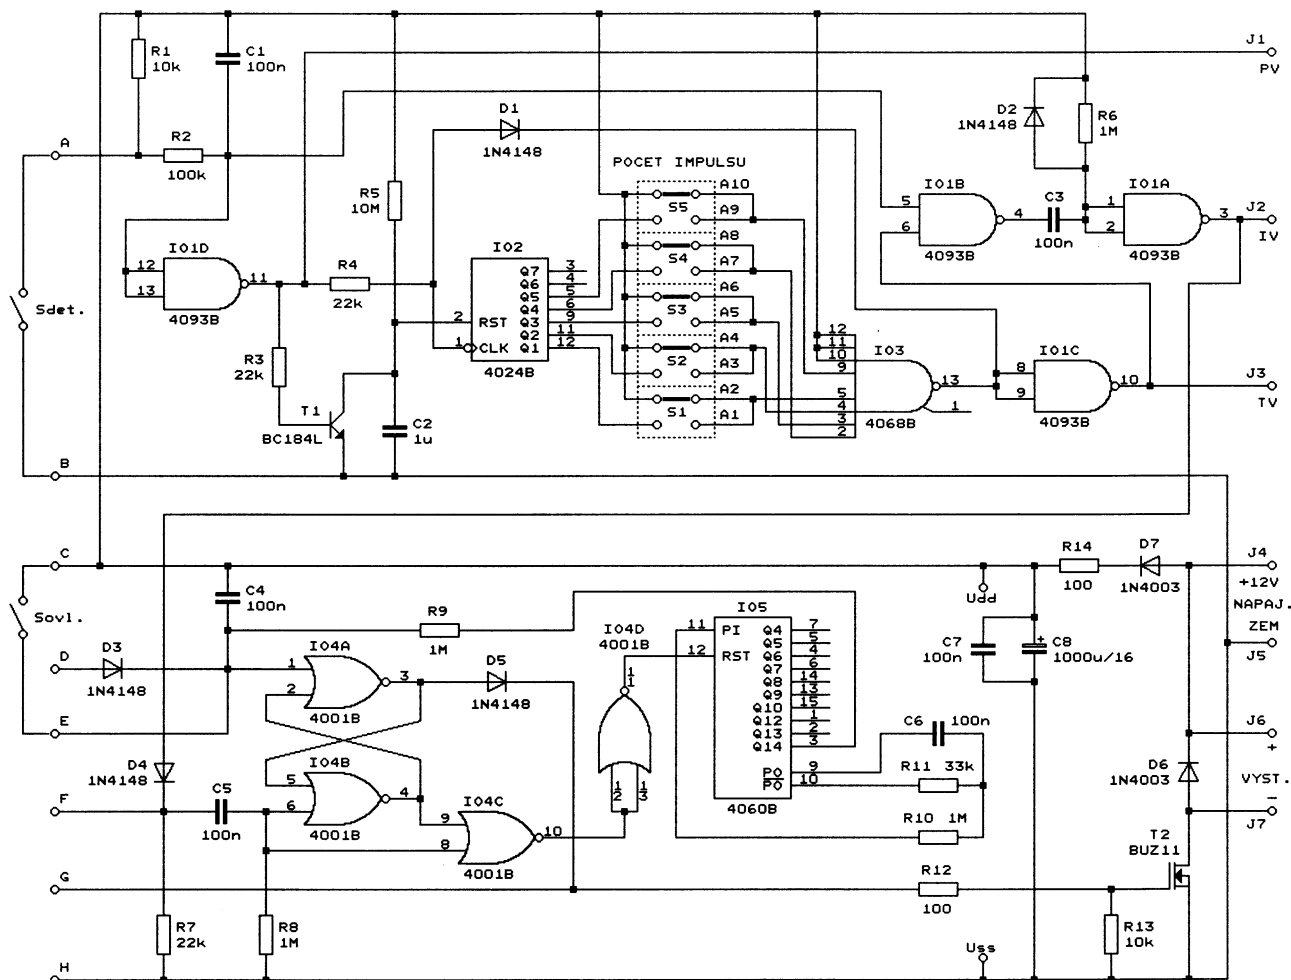 R1
10k
C1
100n
J1
PV
A
R2
100k
D1
1N4148
D2
1N4148
R6
1M
POCET IMPULSU
R5
10M
A10
S5
A9
A8
S4
A7
A6
S3
A5
A4
S2
A3
A2
S1
A1
I01B
5
6
4
4093B
C3
100n
I01A
1
2
3
4093B
J2
IV
I01D
12
13
11
4093B
R4
22k
I02
2
RST
1
CLK
Q7
3
Q6
4
Q5
5
Q4
6
Q3
9
Q2
11
Q1
12
4024B
Sdet.
R3
22k
T1
BC184L
C2
1u
12
11
10
9
5
4
3
2
I03
13
1
4068B
I01C
8
9
10
4093B
J3
TV
B
C
Sovl.
C4
100n
R9
1M
Udd
R14
100
D7
1N4003
J4
+12V
NAPAJ.
ZEM
J5
D
D3
1N4148
I04A
1
2
3
4001B
D5
1N4148
I04D
4001B
11
12
13
I05
11
PI
12
RST
Q4
7
Q5
5
Q6
4
Q7
6
Q8
14
Q9
13
Q10
15
Q12
1
Q13
2
Q14
3
PO
9
PO
10
4060B
C7
100n
+
C8
1000u/16
E
D4
1N4148
C5
100n
I04B
5
6
4
4001B
I04C
9
8
10
4001B
C6
100n
R11
33k
R10
1M
J6
+
D6
1N4003
VYST.
–
J7
F
T2
BUZ11
G
R12
100
R7
22k
R8
1M
R13
10k
Uss
H